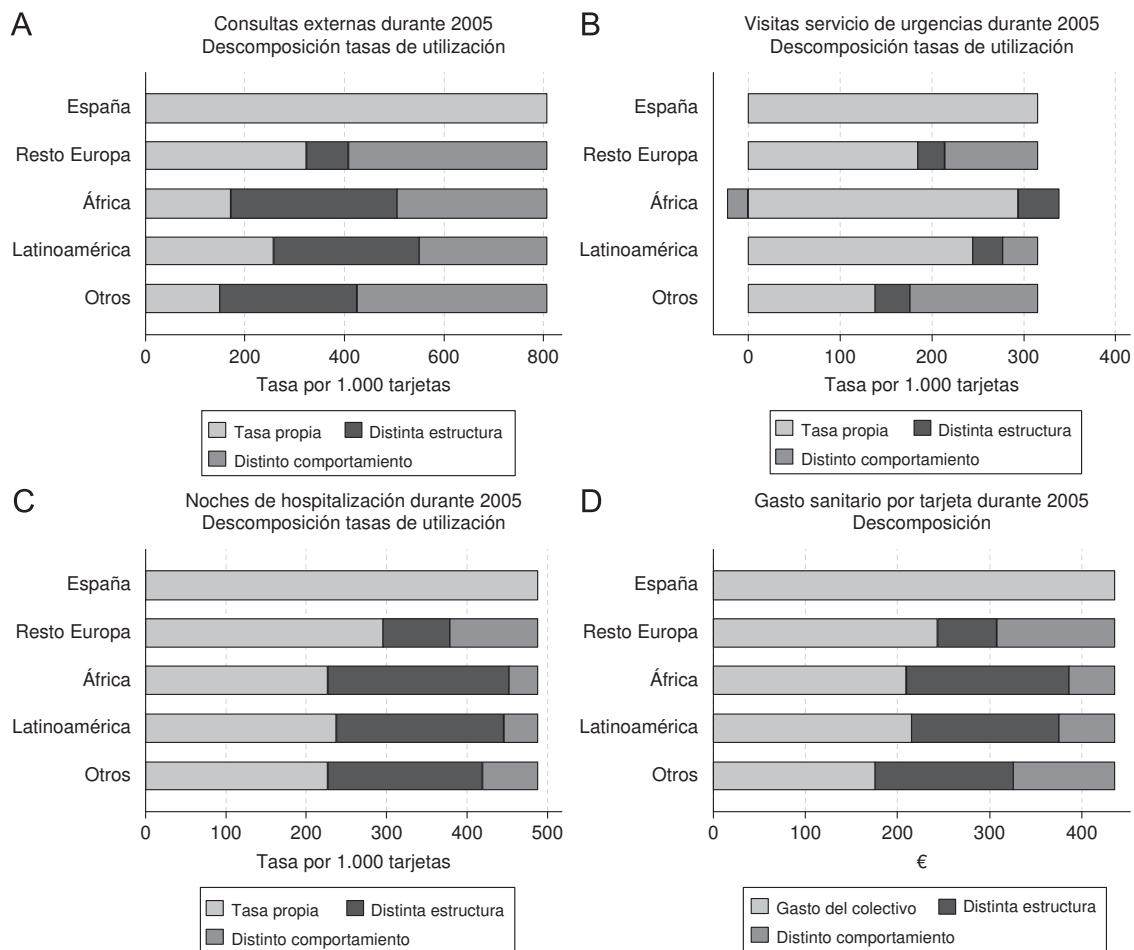 A
Consultas externas durante 2005
Descomposición tasas de utilización
España
Resto Europa
África
Latinoamérica
Otros
0 200 400 600 800
Tasa por 1.000 tarjetas
Tasa propia Distinta estructura
Distinto comportamiento
B
Visitas servicio de urgencias durante 2005
Descomposición tasas de utilización
España
Resto Europa
África
Latinoamérica
Otros
0 100 200 300 400
Tasa por 1.000 tarjetas
Tasa propia Distinta estructura
Distinto comportamiento
C
Noches de hospitalización durante 2005
Descomposición tasas de utilización
España
Resto Europa
África
Latinoamérica
Otros
0 100 200 300 400 500
Tasa por 1.000 tarjetas
Tasa propia Distinta estructura
Distinto comportamiento
D
Gasto sanitario por tarjeta durante 2005
Descomposición
España
Resto Europa
África
Latinoamérica
Otros
0 100 200 300 400
€
Gasto del colectivo Distinta estructura
Distinto comportamiento